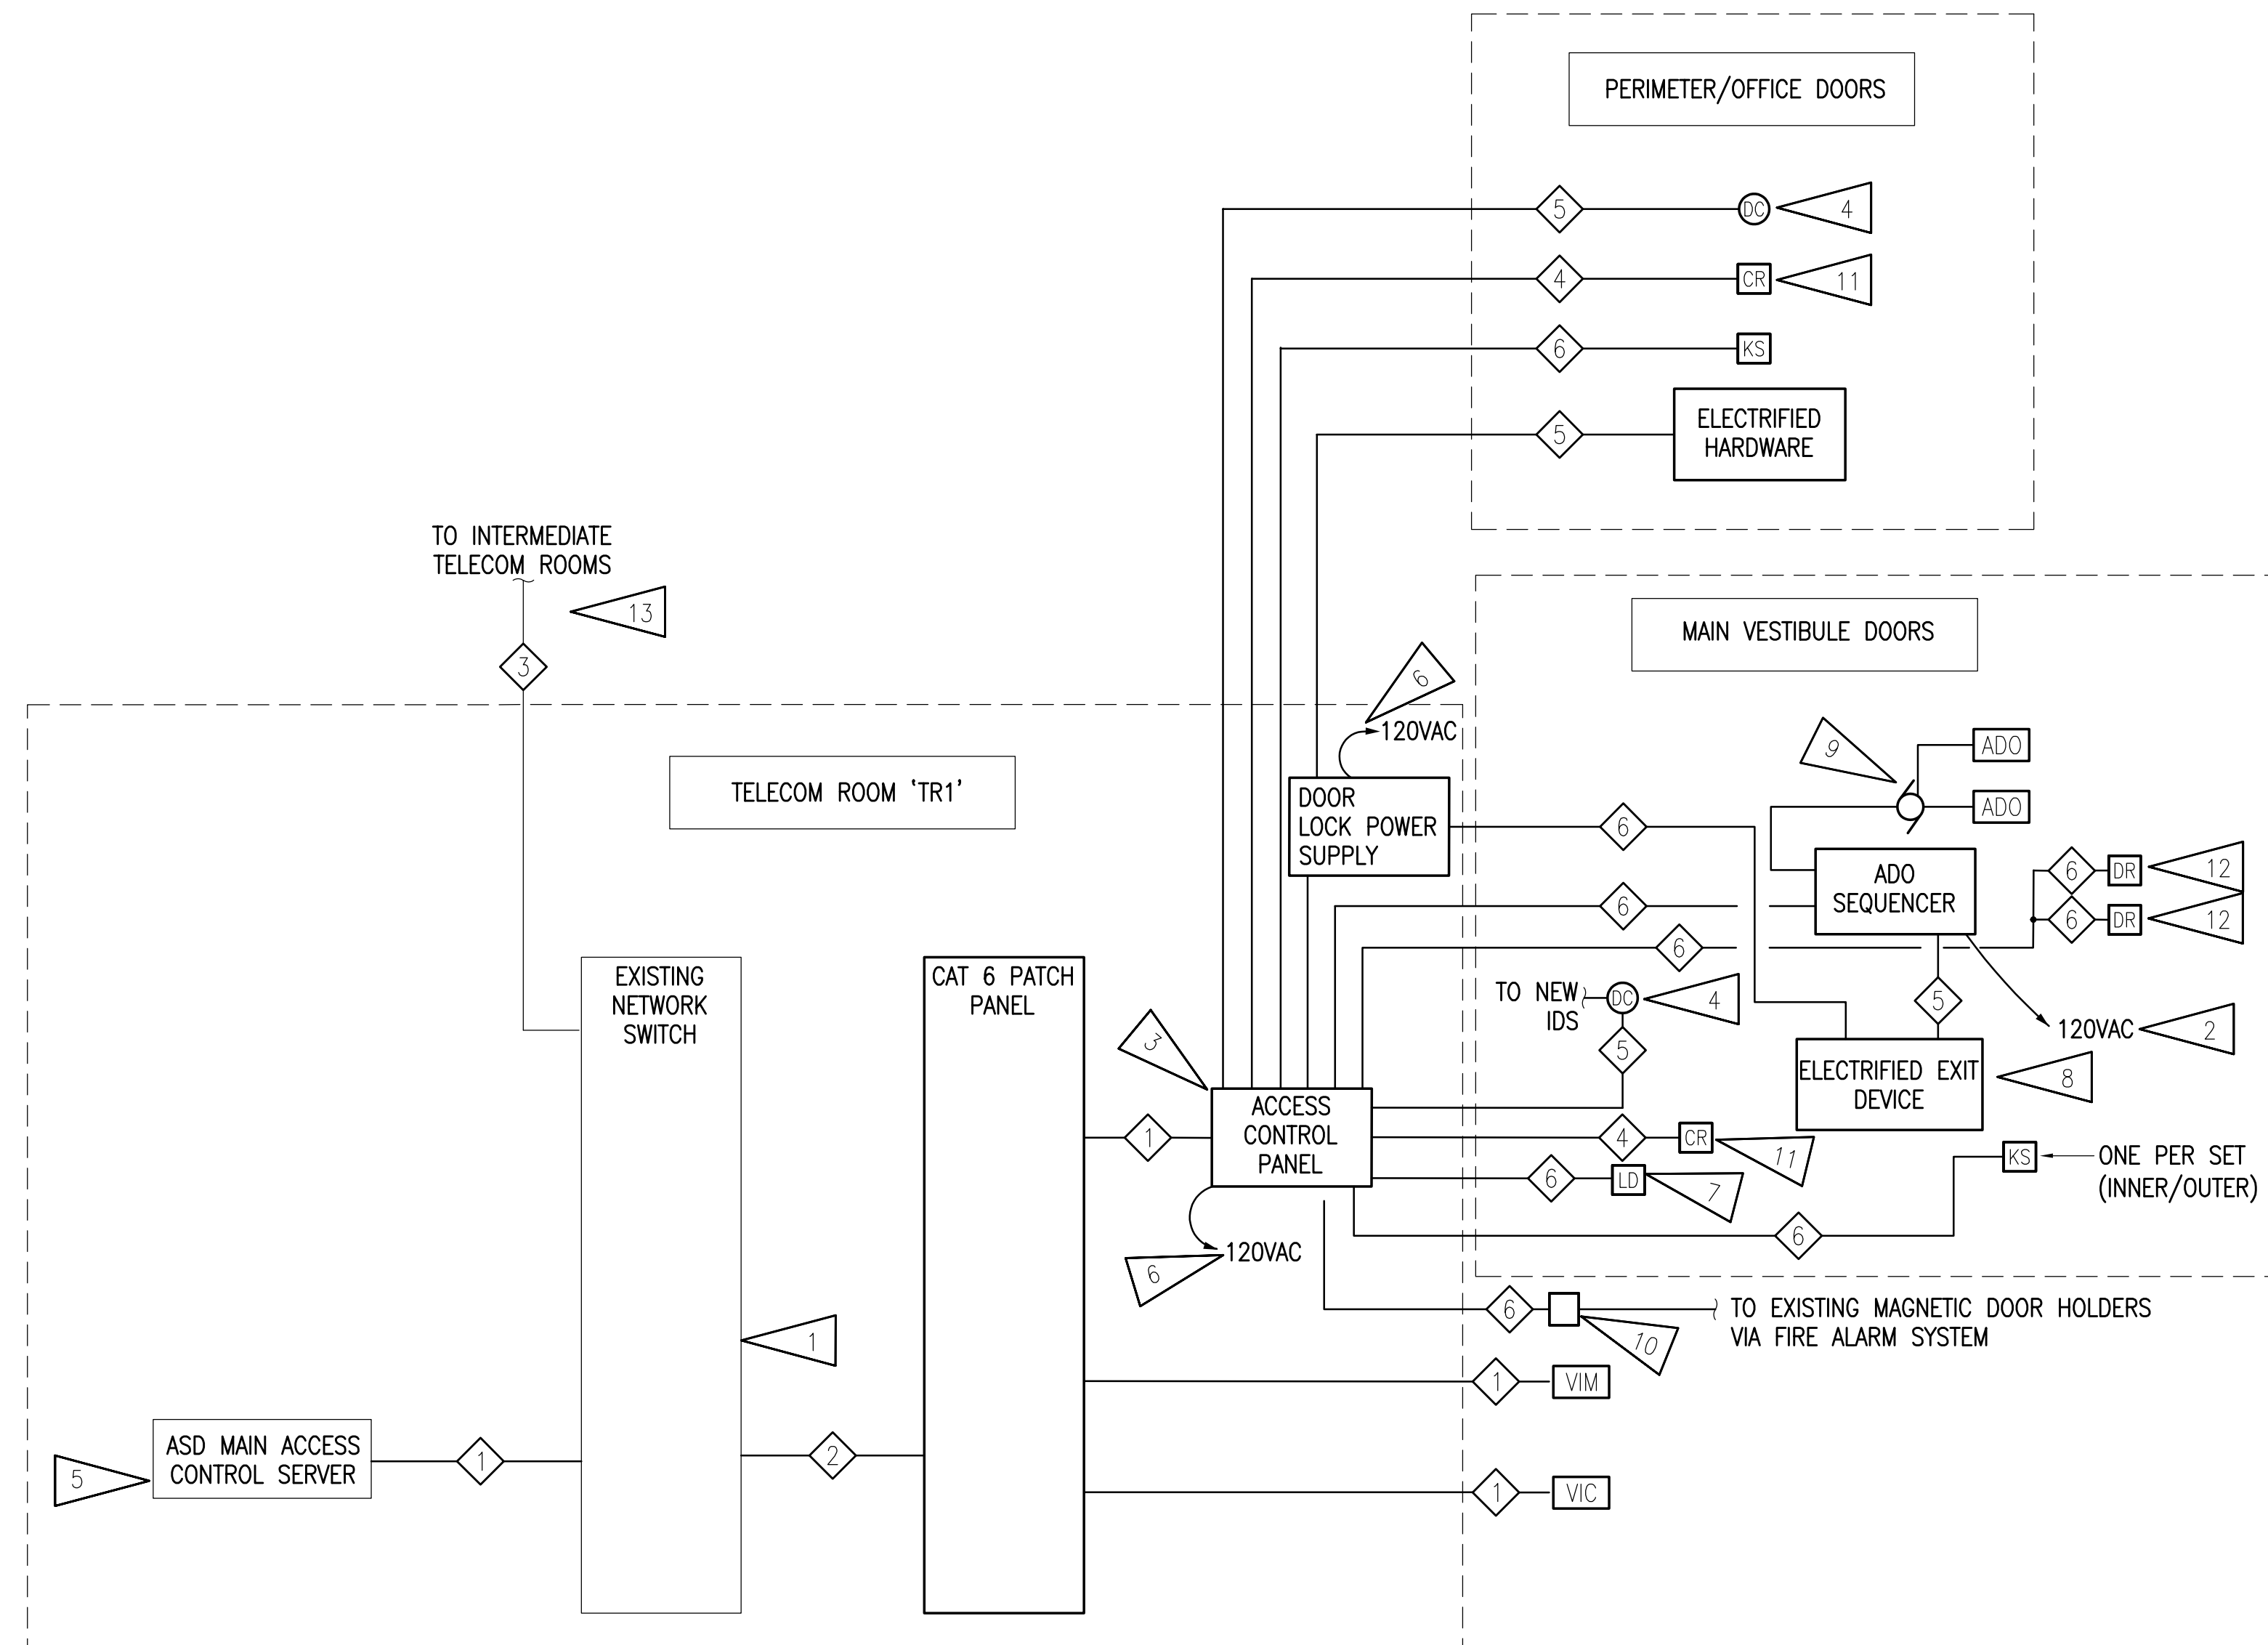 PERIMETER/OFFICE DOORS
5
DC
4
4
CR
11
6
KS
5
ELECTRIFIED
HARDWARE
TO INTERMEDIATE
TELECOM ROOMS
13
3
MAIN VESTIBULE DOORS
6
120VAC
TELECOM ROOM 'TR1'
DOOR
LOCK POWER
SUPPLY
9
ADO
ADO
6
ADO
SEQUENCER
6
DR
12
6
DR
12
6
6
EXISTING
NETWORK
SWITCH
CAT 6 PATCH
PANEL
TO NEW
IDS
DC
4
5
5
120VAC
2
3
ELECTRIFIED EXIT
DEVICE
8
1
ACCESS
CONTROL
PANEL
4
CR
11
6
LD
7
KS
ONE PER SET
(INNER/OUTER)
6
120VAC
6
6
TO EXISTING MAGNETIC DOOR HOLDERS
VIA FIRE ALARM SYSTEM
10
1
1
VIM
ASD MAIN ACCESS
CONTROL SERVER
5
1
2
1
VIC